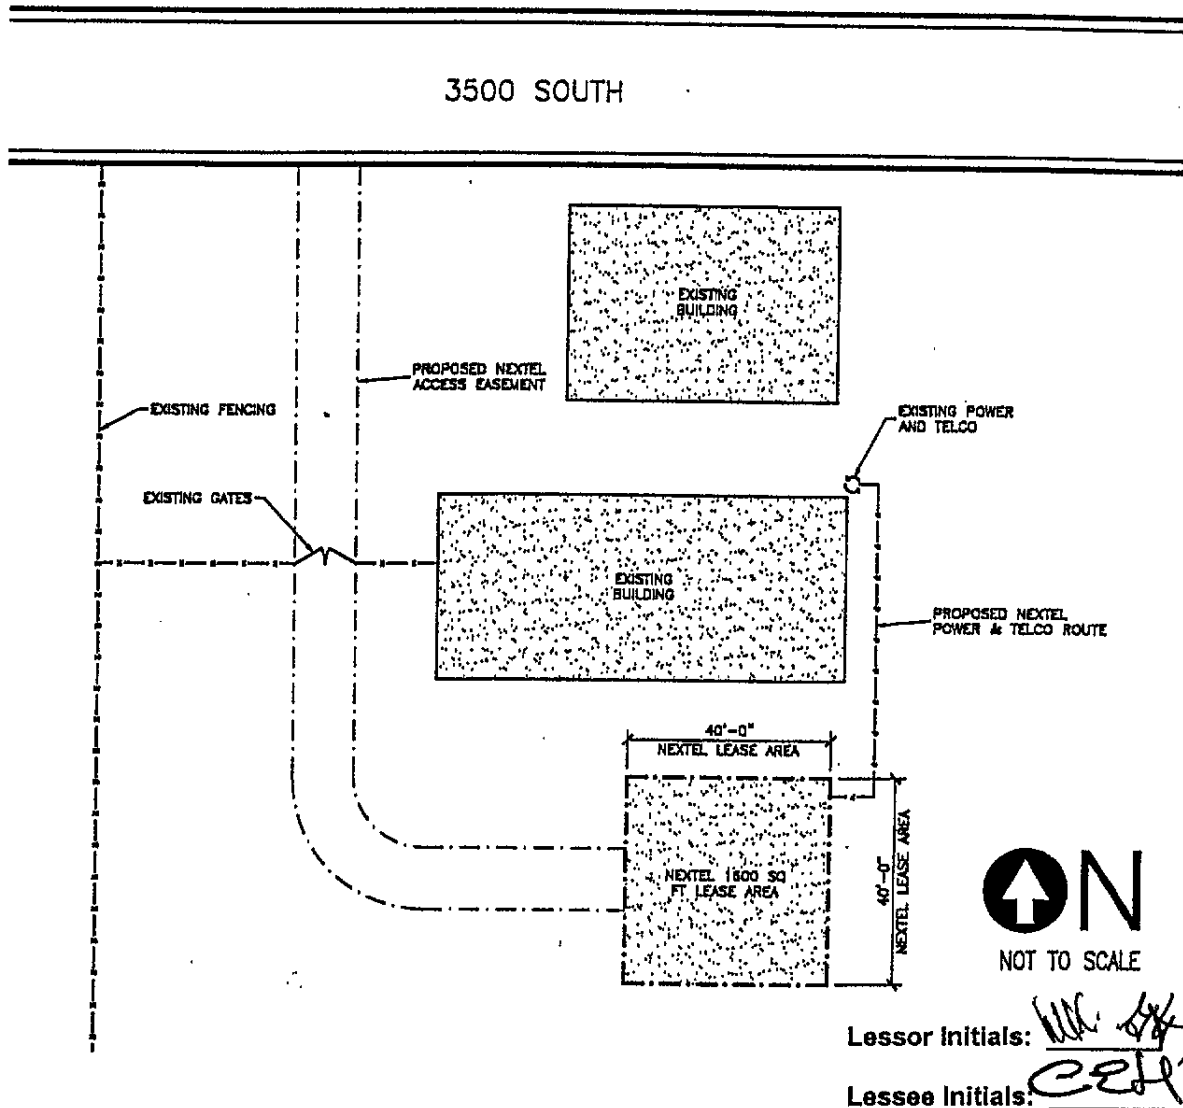 3500 SOUTH
EXISTING
BUILDING
PROPOSED NEXTEL
ACCESS EASEMENT
EXISTING FENCING
EXISTING POWER
AND TELCO
EXISTING GATES
EXISTING
BUILDING
PROPOSED NEXTEL
POWER & TELCO ROUTE
40'-0"
NEXTEL LEASE AREA
NEXTEL 1600 SQ
FT LEASE AREA
40'-0"
NEXTEL LEASE AREA
N
NOT TO SCALE
Lessor Initials:
Lessee Initials: CEH